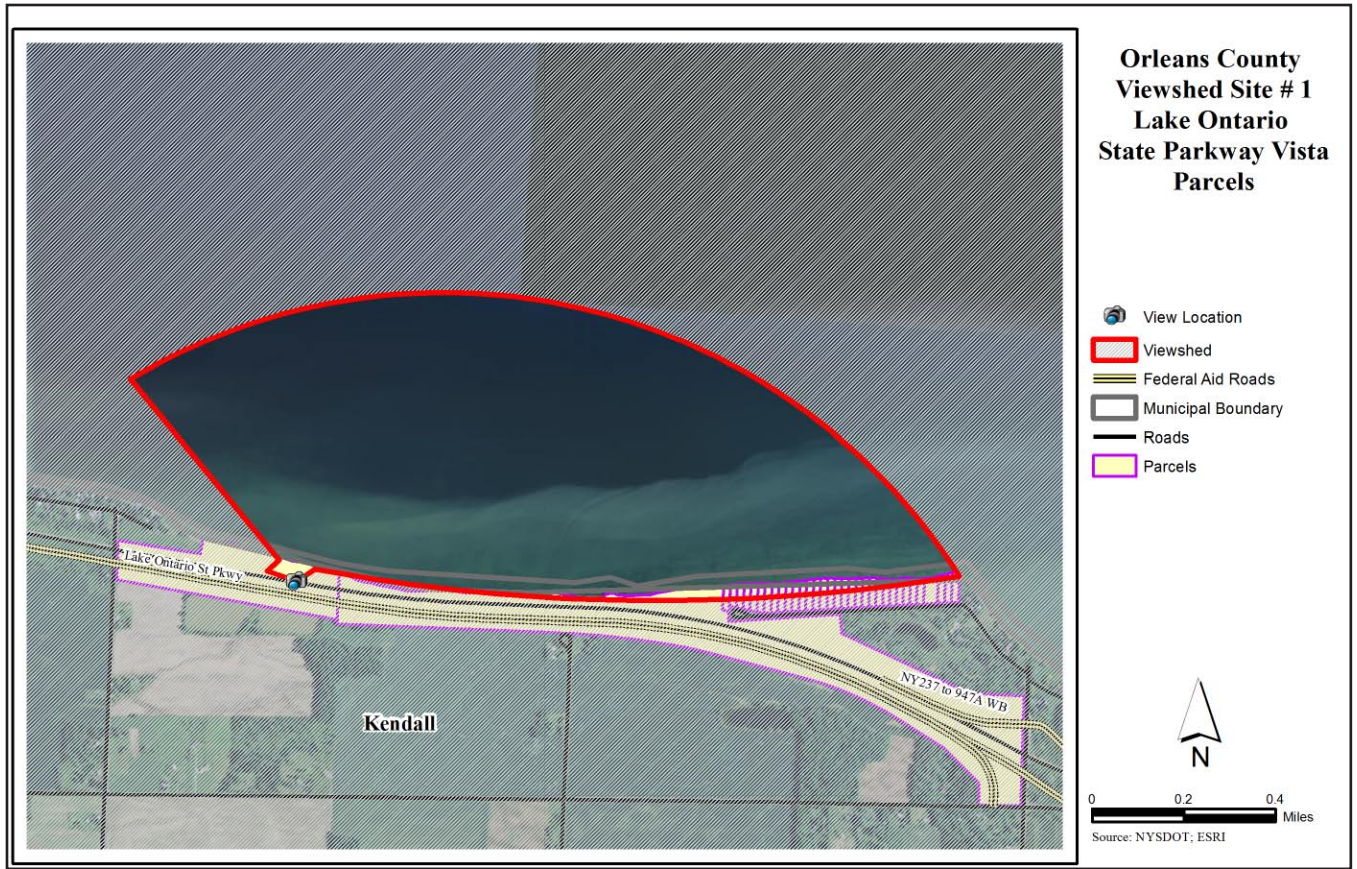 Orleans County
Viewshed Site # 1
Lake Ontario
State Parkway Vista
Parcels
View Location
Viewshed
Federal Aid Roads
Municipal Boundary
Roads
Parcels
Lake Ontario St Pkwy
NY237 to 947A WB
Kendall
N
0 0.2 0.4
Miles
Source: NYSDOT; ESRI